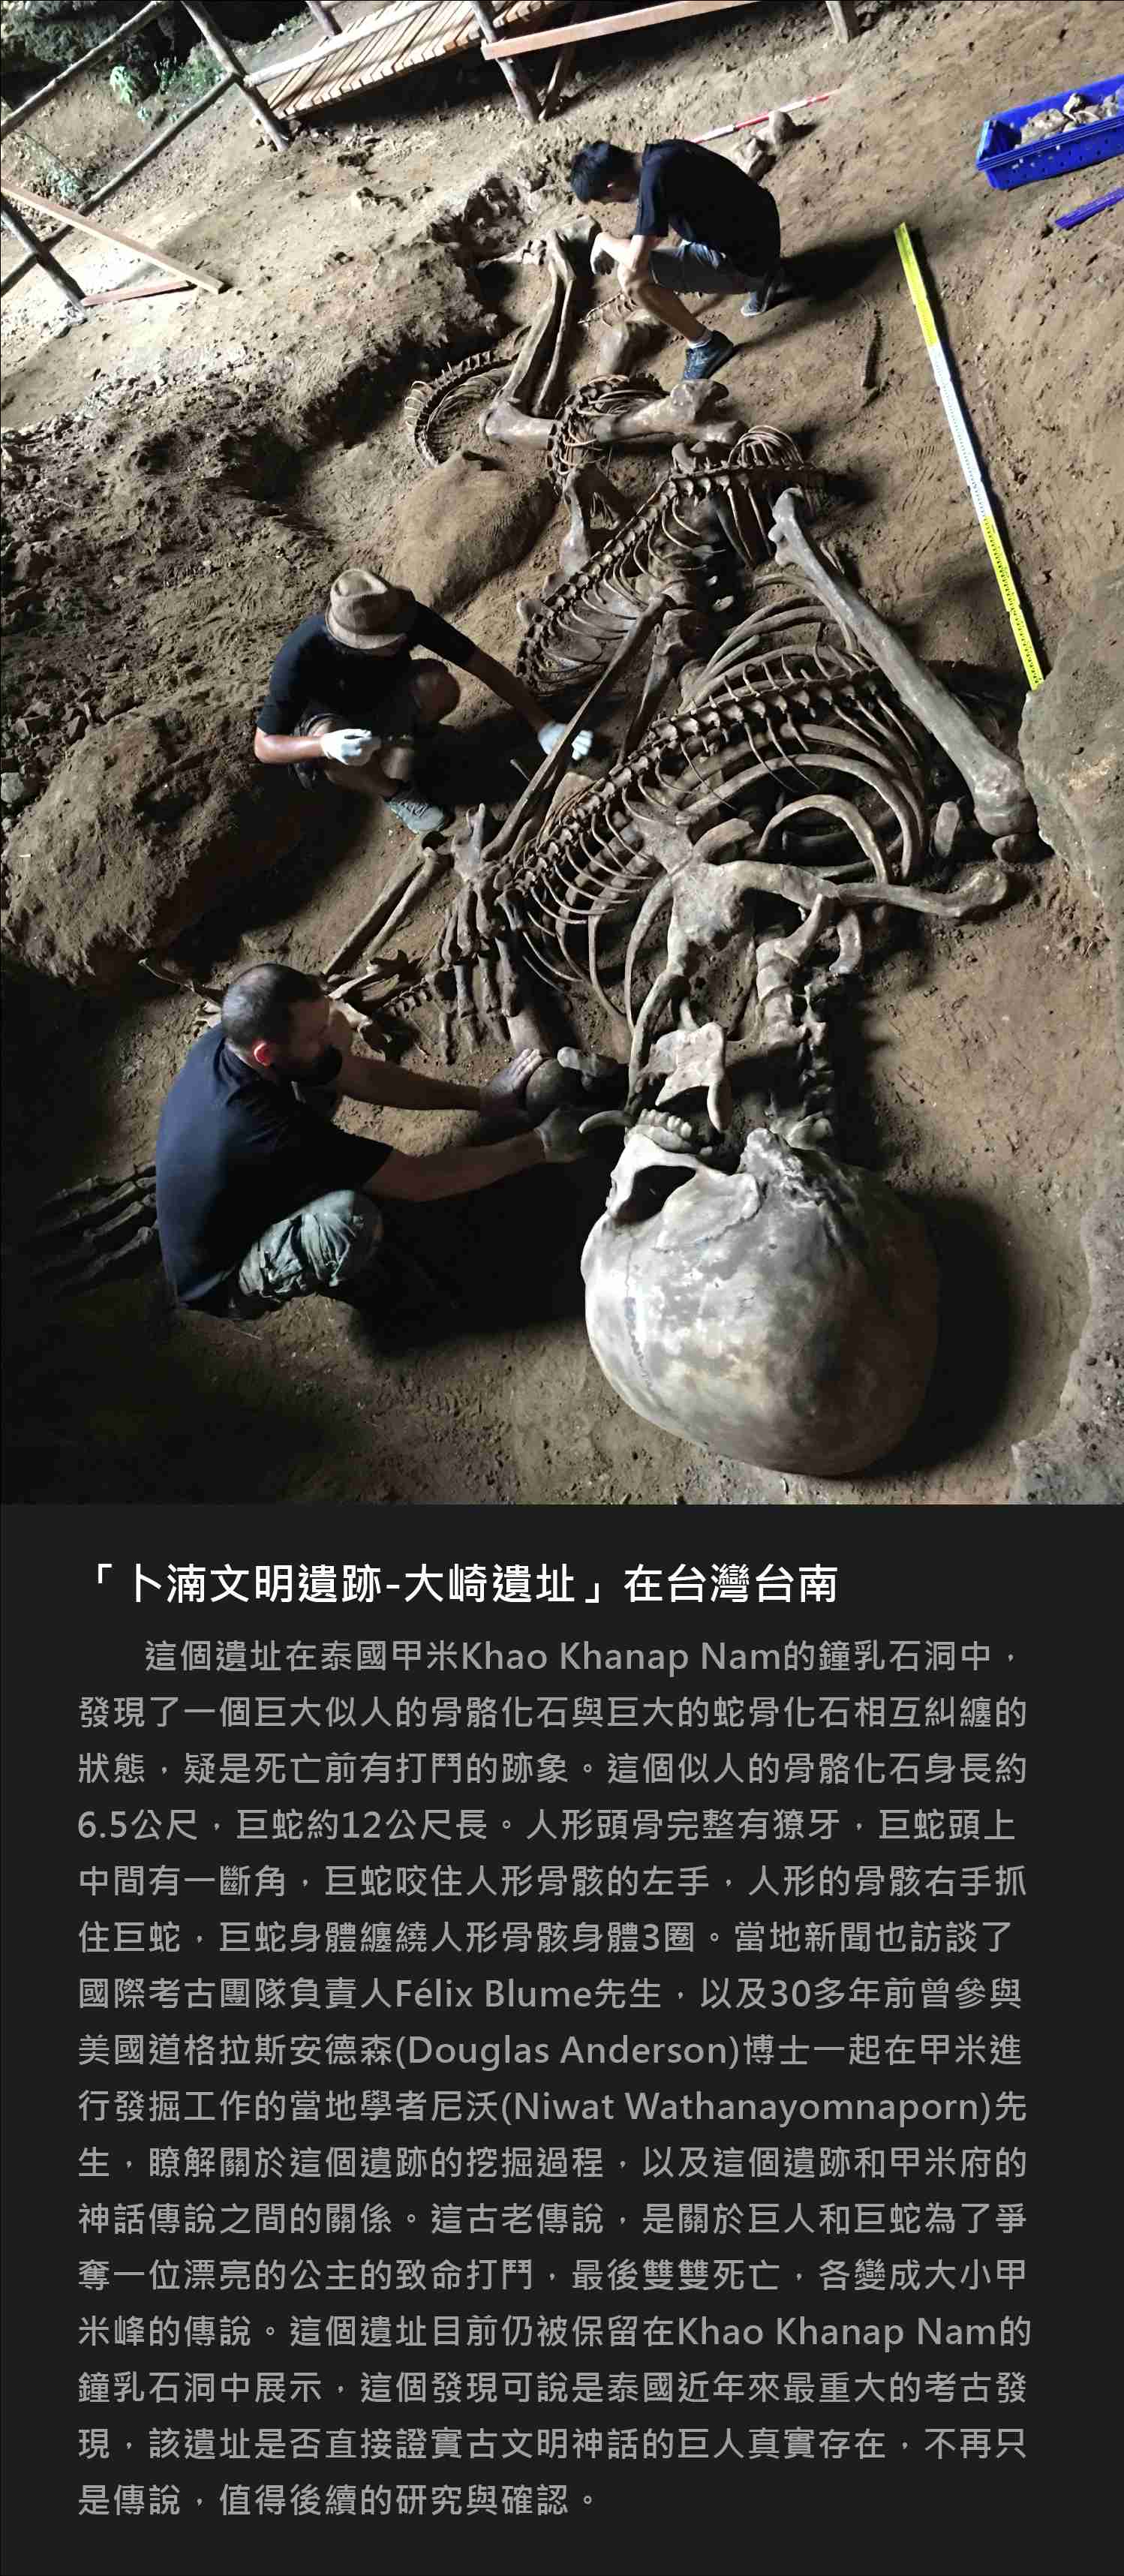 「卜湳文明遺跡-大崎遺址」在台灣台南
這個遺址在泰國甲米Khao Khanap Nam的鐘乳石洞中，
發現了一個巨大似人的骨骼化石與巨大的蛇骨化石相互糾纏的
狀態，疑是死亡前有打鬥的跡象。這個似人的骨骼化石身長約
6.5公尺，巨蛇約12公尺長。人形頭骨完整有獠牙，巨蛇頭上
中間有一斷角，巨蛇咬住人形骨骸的左手，人形的骨骸右手抓
住巨蛇，巨蛇身體纏繞人形骨骸身體3圈。當地新聞也訪談了
國際考古團隊負責人Félix Blume先生，以及30多年前曾參與
美國道格拉斯安德森(Douglas Anderson)博士一起在甲米進
行發掘工作的當地學者尼沃(Niwat Wathanayomnaporn)先
生，瞭解關於這個遺跡的挖掘過程，以及這個遺跡和甲米府的
神話傳說之間的關係。這古老傳說，是關於巨人和巨蛇為了爭
奪一位漂亮的公主的致命打鬥，最後雙雙死亡，各變成大小甲
米峰的傳說。這個遺址目前仍被保留在Khao Khanap Nam的
鐘乳石洞中展示，這個發現可說是泰國近年來最重大的考古發
現，該遺址是否直接證實古文明神話的巨人真實存在，不再只
是傳說，值得後續的研究與確認。